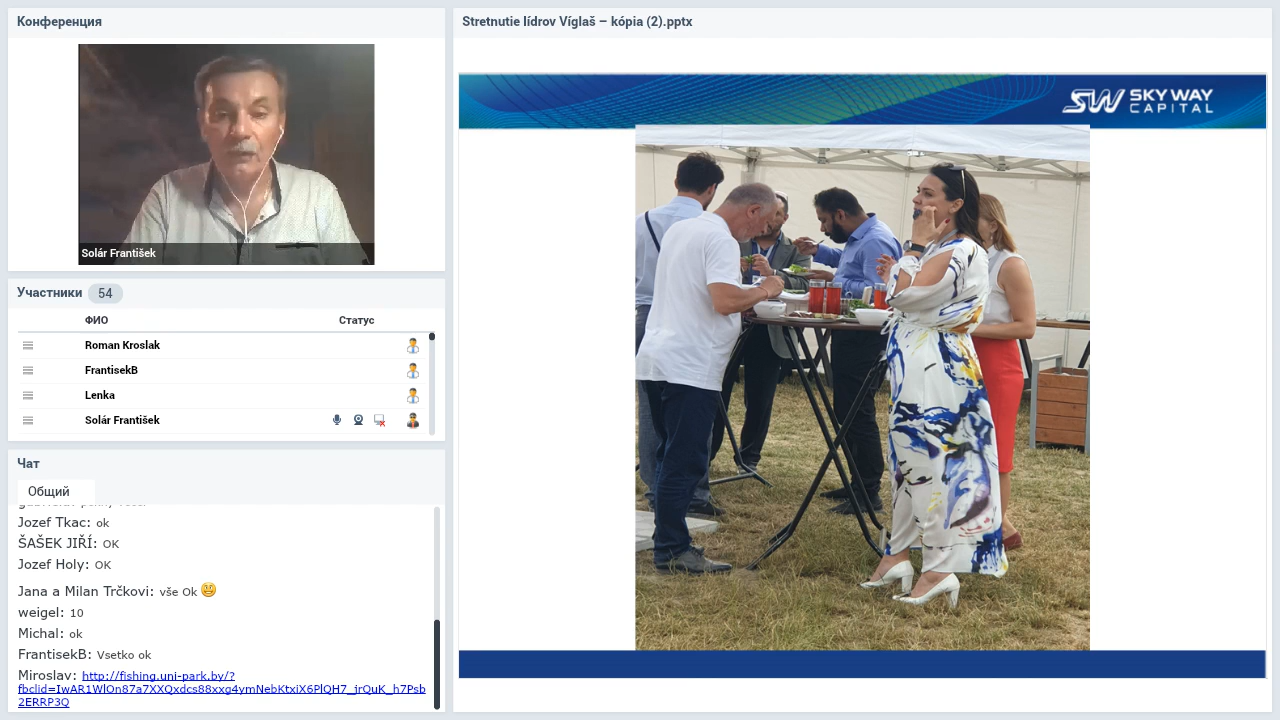 Конференция
Solár František
Участники 54
ФИО Статус
Roman Kroslak
FrantisekB
Lenka
Solár František
Чат
Общий
Jozef Tkac: ok
ŠAŠEK JIŘÍ: OK
Jozef Holy: OK
Jana a Milan Trčkovi: vše Ok
weigel: 10
Michal: ok
FrantisekB: Vsetko ok
Miroslav: http://fishing.uni-park.by/?
fbclid=IwAR1WlOn87a7XXQxdcs88xxg4ymNebKtxiX6PlQH7_jrQuK_h7Psb
2ERRP3Q
Stretnutie lídrov Víglaš – kópia (2).pptx
SW SKY WAY
CAPITAL